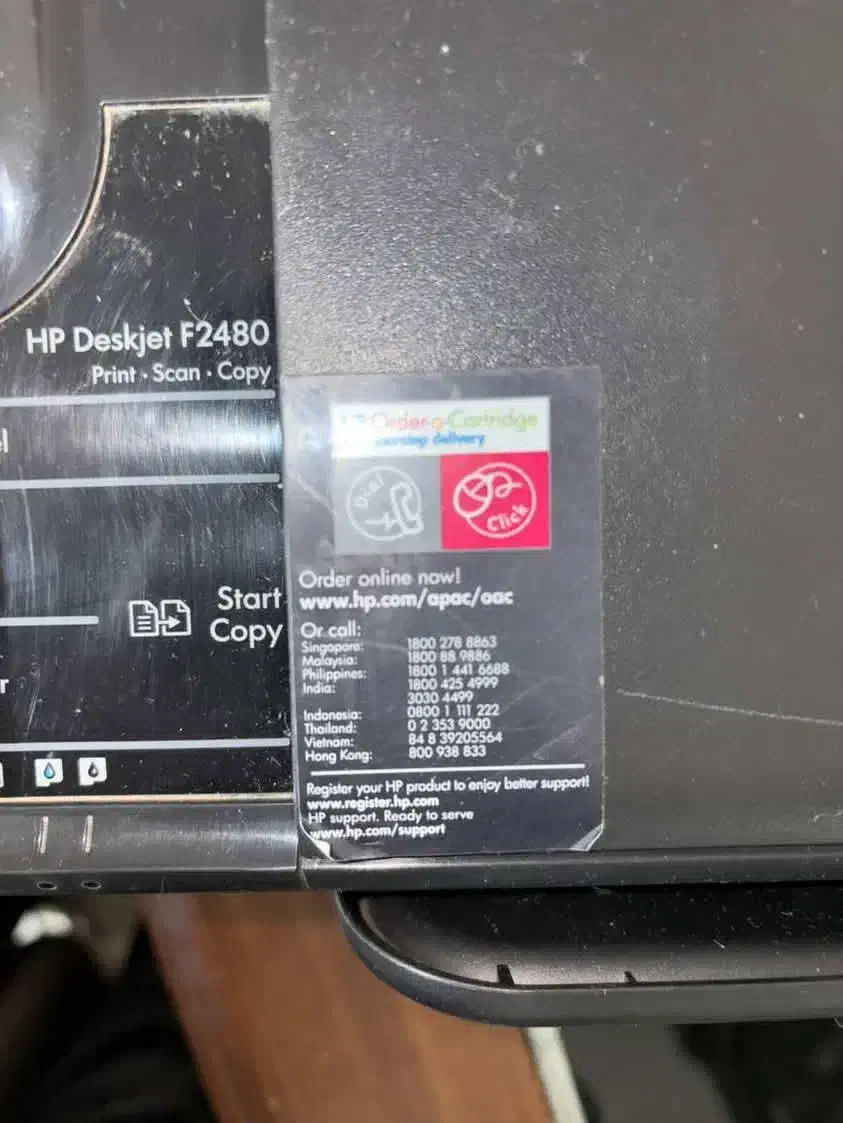 HP Deskjet F2480
Print · Scan · Copy
Start
Copy
Order-a-Cartridge
delivery
Dial
Click
Order online now!
www.hp.com/apac/oac
Or call:
Singapore: 1800 278 8863
Malaysia: 1800 88 9886
Philippines: 1800 1 441 6688
India: 1800 425 4999
3030 4499
Indonesia: 0800 1 111 222
Thailand: 0 2 353 9000
Vietnam: 84 8 39205564
Hong Kong: 800 938 833
Register your HP product to enjoy better support!
www.register.hp.com
HP support. Ready to serve
www.hp.com/support